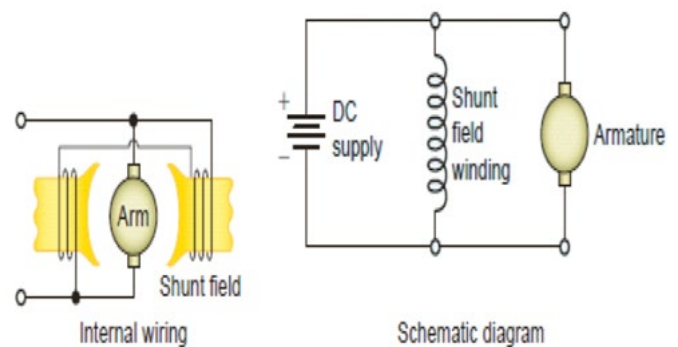 Arm
Shunt field
Internal wiring
+
DC
supply
−
Shunt
field
winding
Armature
Schematic diagram